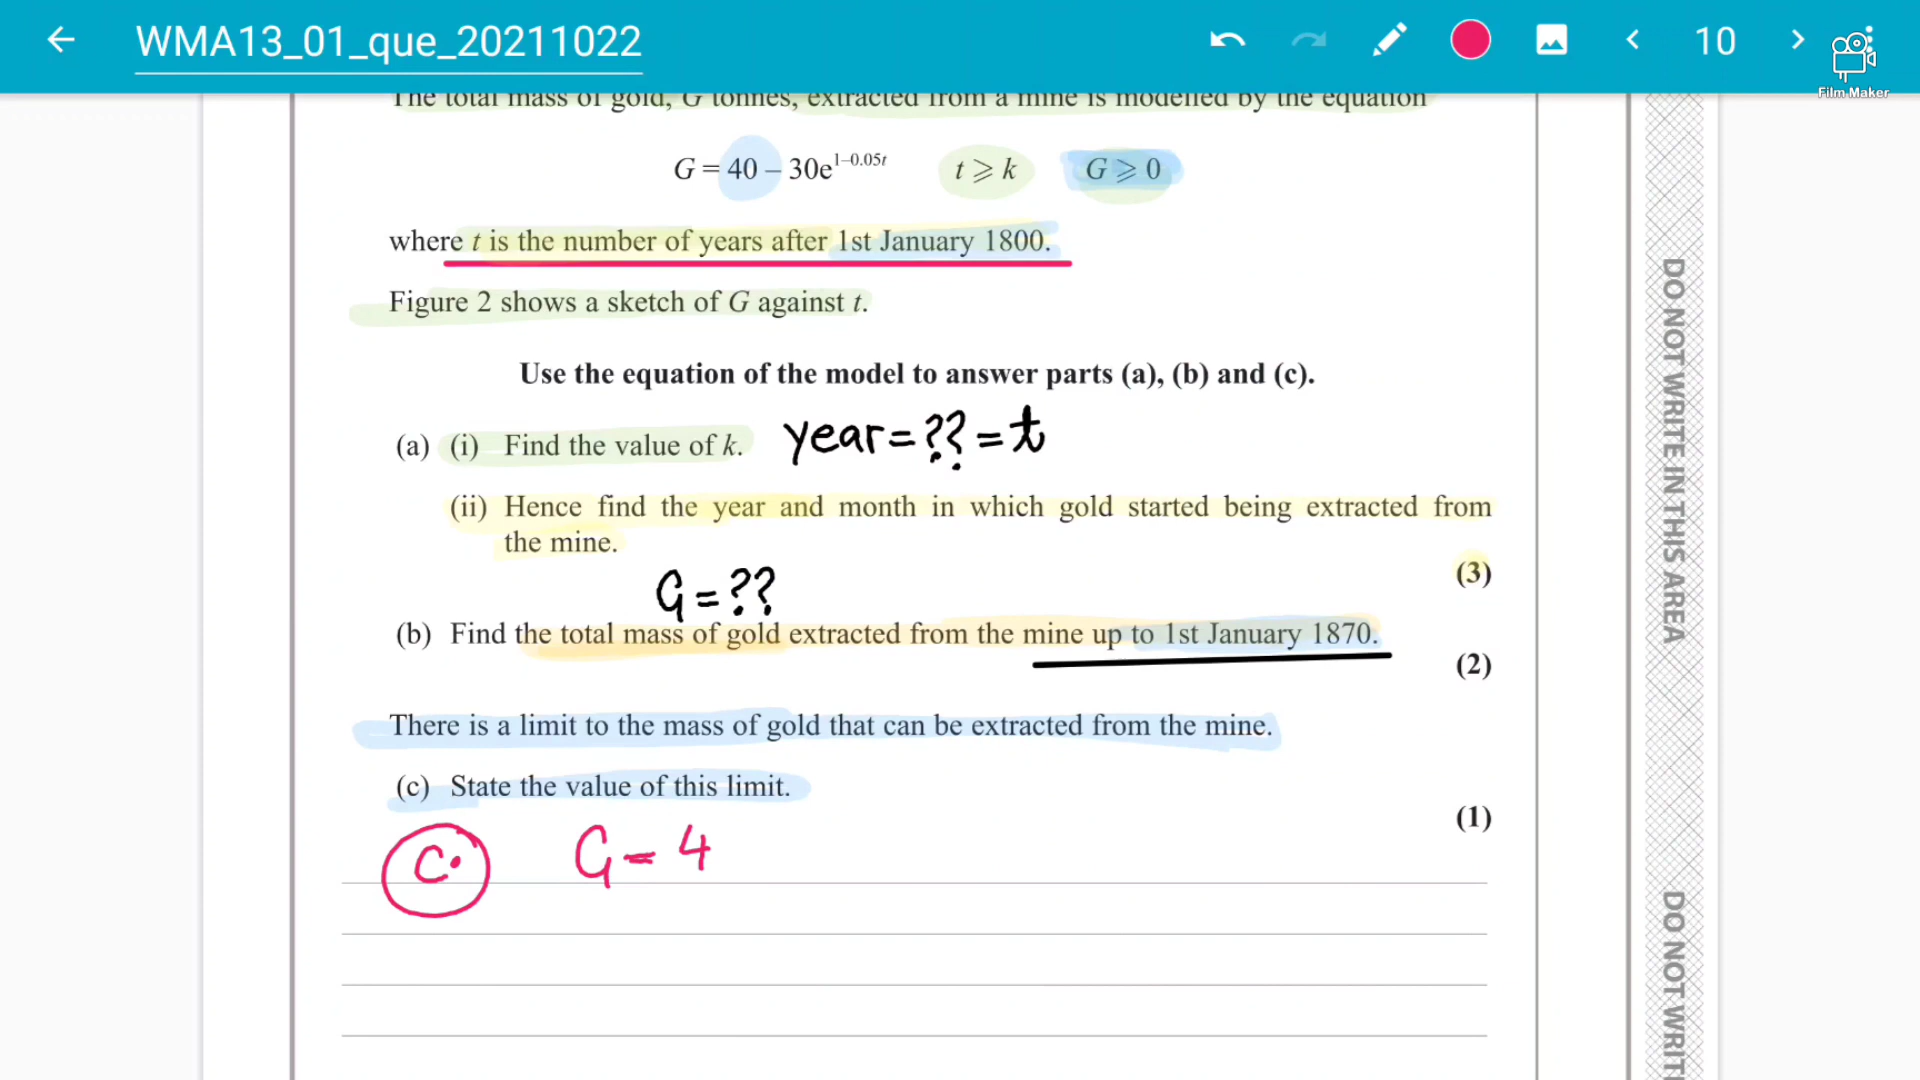 WMA13_01_que_20211022
10
Film Maker
The total mass of gold, G tonnes, extracted from a mine is modelled by the equation
G = 40 – 30e^{1–0.05t} t ⩾ k G ⩾ 0
where t is the number of years after 1st January 1800.
Figure 2 shows a sketch of G against t.
Use the equation of the model to answer parts (a), (b) and (c).
(a) (i) Find the value of k. year = ?? = t
(ii) Hence find the year and month in which gold started being extracted from
the mine.
(3)
G = ??
(b) Find the total mass of gold extracted from the mine up to 1st January 1870.
(2)
There is a limit to the mass of gold that can be extracted from the mine.
(c) State the value of this limit.
(1)
C. G = 4
DO NOT WRITE IN THIS AREA
DO NOT WRIT